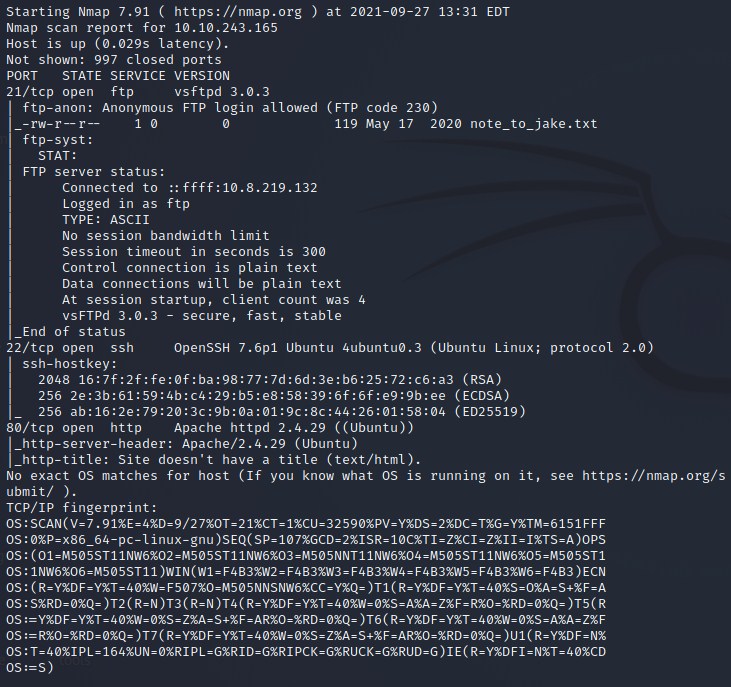 Starting Nmap 7.91 ( https://nmap.org ) at 2021-09-27 13:31 EDT
Nmap scan report for 10.10.243.165
Host is up (0.029s latency).
Not shown: 997 closed ports
PORT   STATE SERVICE VERSION
21/tcp open  ftp     vsftpd 3.0.3
| ftp-anon: Anonymous FTP login allowed (FTP code 230)
|_-rw-r--r--    1 0        0             119 May 17  2020 note_to_jake.txt
| ftp-syst:
|   STAT:
| FTP server status:
|      Connected to ::ffff:10.8.219.132
|      Logged in as ftp
|      TYPE: ASCII
|      No session bandwidth limit
|      Session timeout in seconds is 300
|      Control connection is plain text
|      Data connections will be plain text
|      At session startup, client count was 4
|      vsFTPd 3.0.3 - secure, fast, stable
|_End of status
22/tcp open  ssh     OpenSSH 7.6p1 Ubuntu 4ubuntu0.3 (Ubuntu Linux; protocol 2.0)
| ssh-hostkey:
|   2048 16:7f:2f:fe:0f:ba:98:77:7d:6d:3e:b6:25:72:c6:a3 (RSA)
|   256 2e:3b:61:59:4b:c4:29:b5:e8:58:39:6f:6f:e9:9b:ee (ECDSA)
|_  256 ab:16:2e:79:20:3c:9b:0a:01:9c:8c:44:26:01:58:04 (ED25519)
80/tcp open  http    Apache httpd 2.4.29 ((Ubuntu))
|_http-server-header: Apache/2.4.29 (Ubuntu)
|_http-title: Site doesn't have a title (text/html).
No exact OS matches for host (If you know what OS is running on it, see https://nmap.org/s
ubmit/ ).
TCP/IP fingerprint:
OS:SCAN(V=7.91%E=4%D=9/27%OT=21%CT=1%CU=32590%PV=Y%DS=2%DC=T%G=Y%TM=6151FFF
OS:0%P=x86_64-pc-linux-gnu)SEQ(SP=107%GCD=2%ISR=10C%TI=Z%CI=Z%II=I%TS=A)OPS
OS:(O1=M505ST11NW6%O2=M505ST11NW6%O3=M505NNT11NW6%O4=M505ST11NW6%O5=M505ST1
OS:1NW6%O6=M505ST11)WIN(W1=F4B3%W2=F4B3%W3=F4B3%W4=F4B3%W5=F4B3%W6=F4B3)ECN
OS:(R=Y%DF=Y%T=40%W=F507%O=M505NNSNW6%CC=Y%Q=)T1(R=Y%DF=Y%T=40%S=O%A=S+%F=A
OS:S%RD=0%Q=)T2(R=N)T3(R=N)T4(R=Y%DF=Y%T=40%W=0%S=A%A=Z%F=R%O=%RD=0%Q=)T5(R
OS:=Y%DF=Y%T=40%W=0%S=Z%A=S+%F=AR%O=%RD=0%Q=)T6(R=Y%DF=Y%T=40%W=0%S=A%A=Z%F
OS:=R%O=%RD=0%Q=)T7(R=Y%DF=Y%T=40%W=0%S=Z%A=S+%F=AR%O=%RD=0%Q=)U1(R=Y%DF=N%
OS:T=40%IPL=164%UN=0%RIPL=G%RID=G%RIPCK=G%RUCK=G%RUD=G)IE(R=Y%DFI=N%T=40%CD
OS:=S)